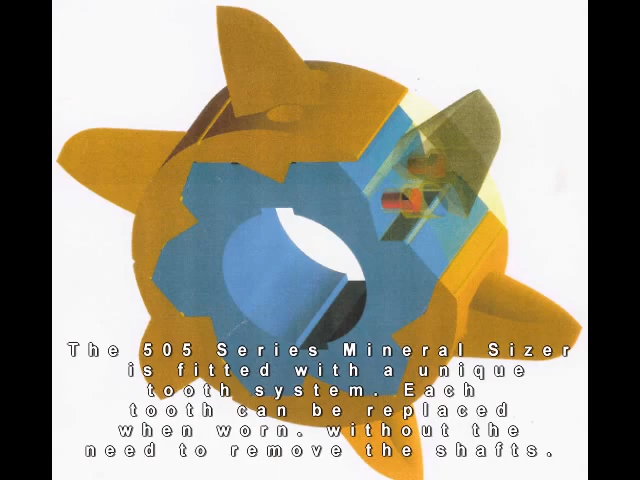 The 505 Series Mineral Sizer
is fitted with a unique
tooth system. Each
tooth can be replaced
when worn. without the
need to remove the shafts.